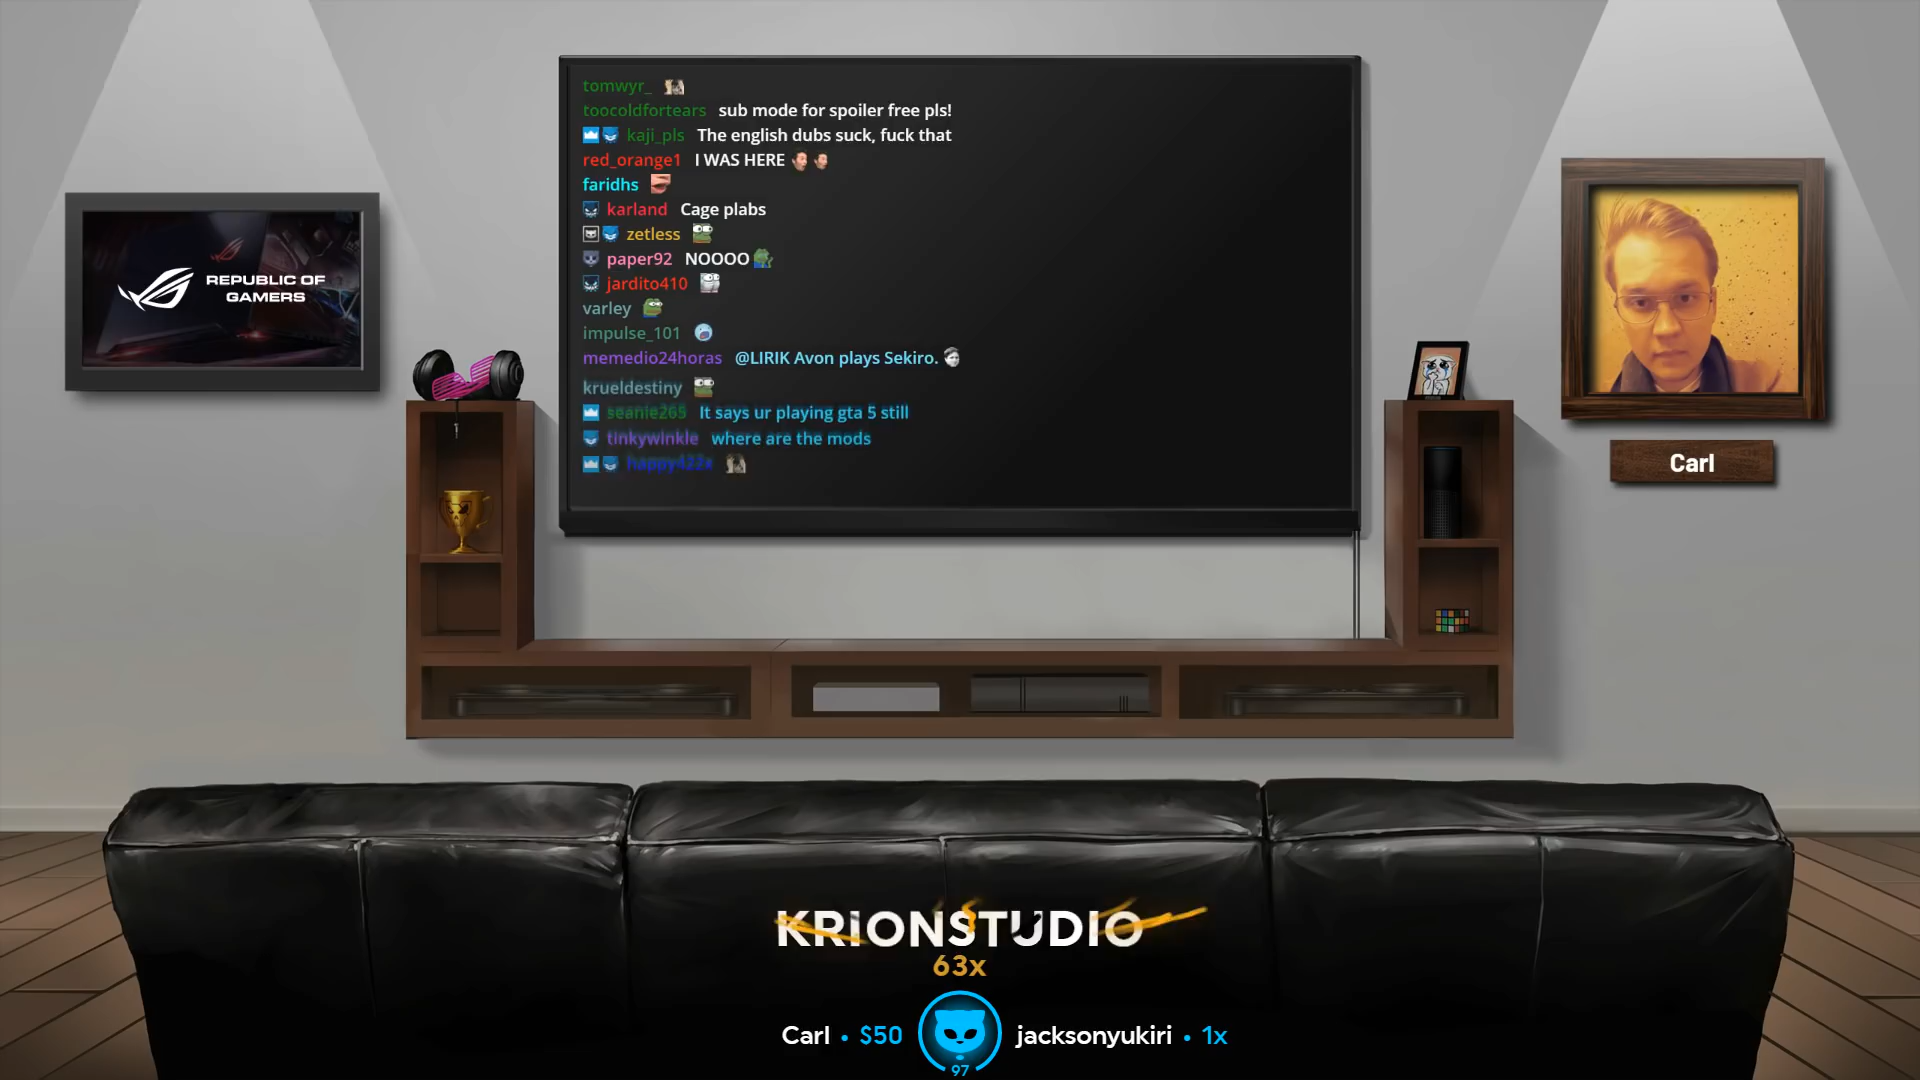 tomwyr_
toocoldfortears sub mode for spoiler free pls!
kaji_pls The english dubs suck, fuck that
red_orange1 I WAS HERE
faridhs
karland Cage plabs
zetless
paper92 NOOOO
jardito410
varley
impulse_101
memedio24horas @LIRIK Avon plays Sekiro.
krueldestiny
seanie265 It says ur playing gta 5 still
tinkywinkle where are the mods
happy422x
REPUBLIC OF
GAMERS
Carl
KRIONSTUDIO
63x
Carl • $50 jacksonyukiri • 1x
97